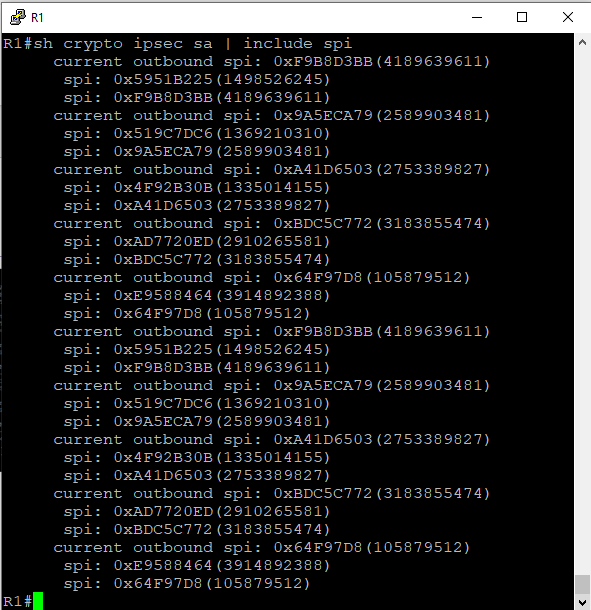 R1
R1#sh crypto ipsec sa | include spi
current outbound spi: 0xF9B8D3BB(4189639611)
spi: 0x5951B225(1498526245)
spi: 0xF9B8D3BB(4189639611)
current outbound spi: 0x9A5ECA79(2589903481)
spi: 0x519C7DC6(1369210310)
spi: 0x9A5ECA79(2589903481)
current outbound spi: 0xA41D6503(2753389827)
spi: 0x4F92B30B(1335014155)
spi: 0xA41D6503(2753389827)
current outbound spi: 0xBDC5C772(3183855474)
spi: 0xAD7720ED(2910265581)
spi: 0xBDC5C772(3183855474)
current outbound spi: 0x64F97D8(105879512)
spi: 0xE9588464(3914892388)
spi: 0x64F97D8(105879512)
current outbound spi: 0xF9B8D3BB(4189639611)
spi: 0x5951B225(1498526245)
spi: 0xF9B8D3BB(4189639611)
current outbound spi: 0x9A5ECA79(2589903481)
spi: 0x519C7DC6(1369210310)
spi: 0x9A5ECA79(2589903481)
current outbound spi: 0xA41D6503(2753389827)
spi: 0x4F92B30B(1335014155)
spi: 0xA41D6503(2753389827)
current outbound spi: 0xBDC5C772(3183855474)
spi: 0xAD7720ED(2910265581)
spi: 0xBDC5C772(3183855474)
current outbound spi: 0x64F97D8(105879512)
spi: 0xE9588464(3914892388)
spi: 0x64F97D8(105879512)
R1#